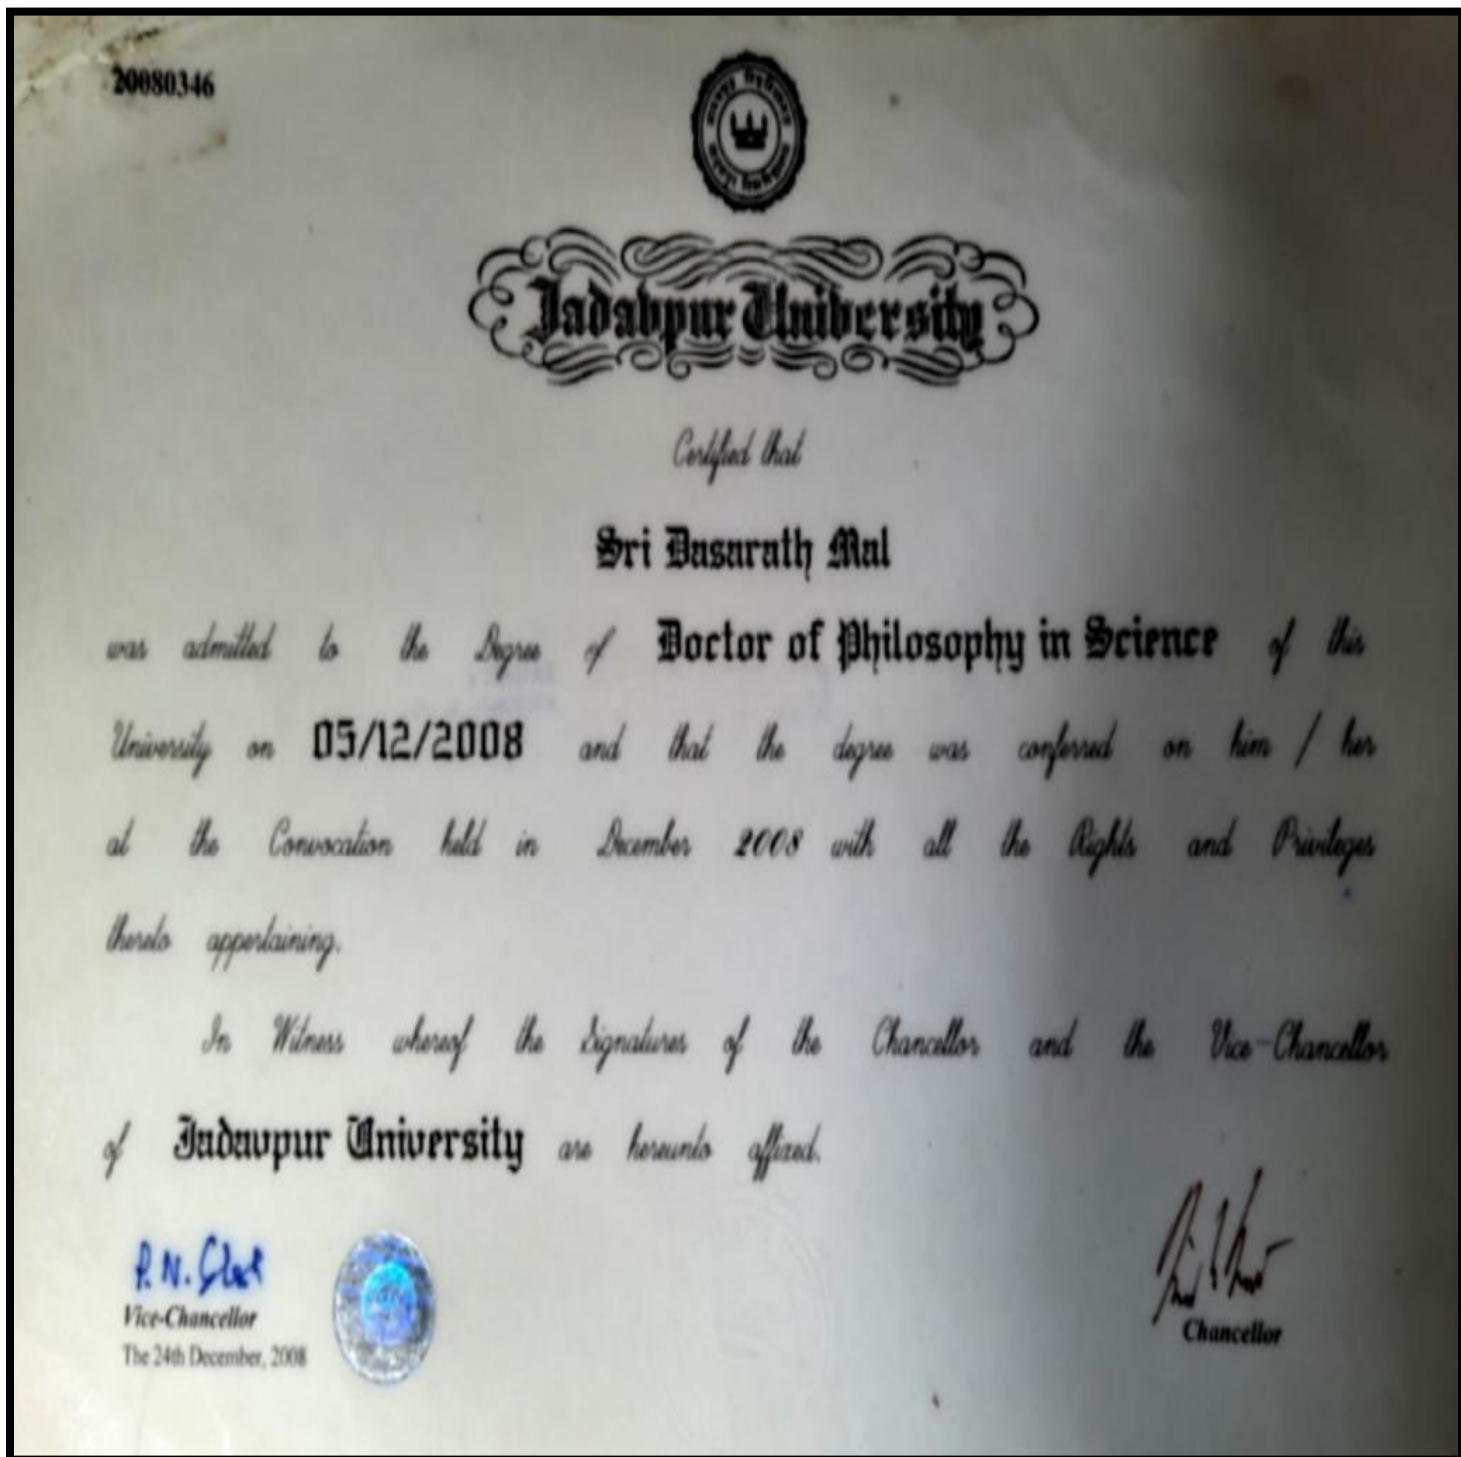 20080346
Jadavpur University
Certified that
Sri Dasarath Mal
was admitted to the Degree of Doctor of Philosophy in Science of this
University on 05/12/2008 and that the degree was conferred on him / her
at the Convocation held in December 2008 with all the Rights and Privileges
thereto appertaining.
In Witness whereof the Signatures of the Chancellor and the Vice-Chancellor
of Jadavpur University are hereunto affixed.
P. N.
Vice-Chancellor
The 24th December, 2008
Chancellor